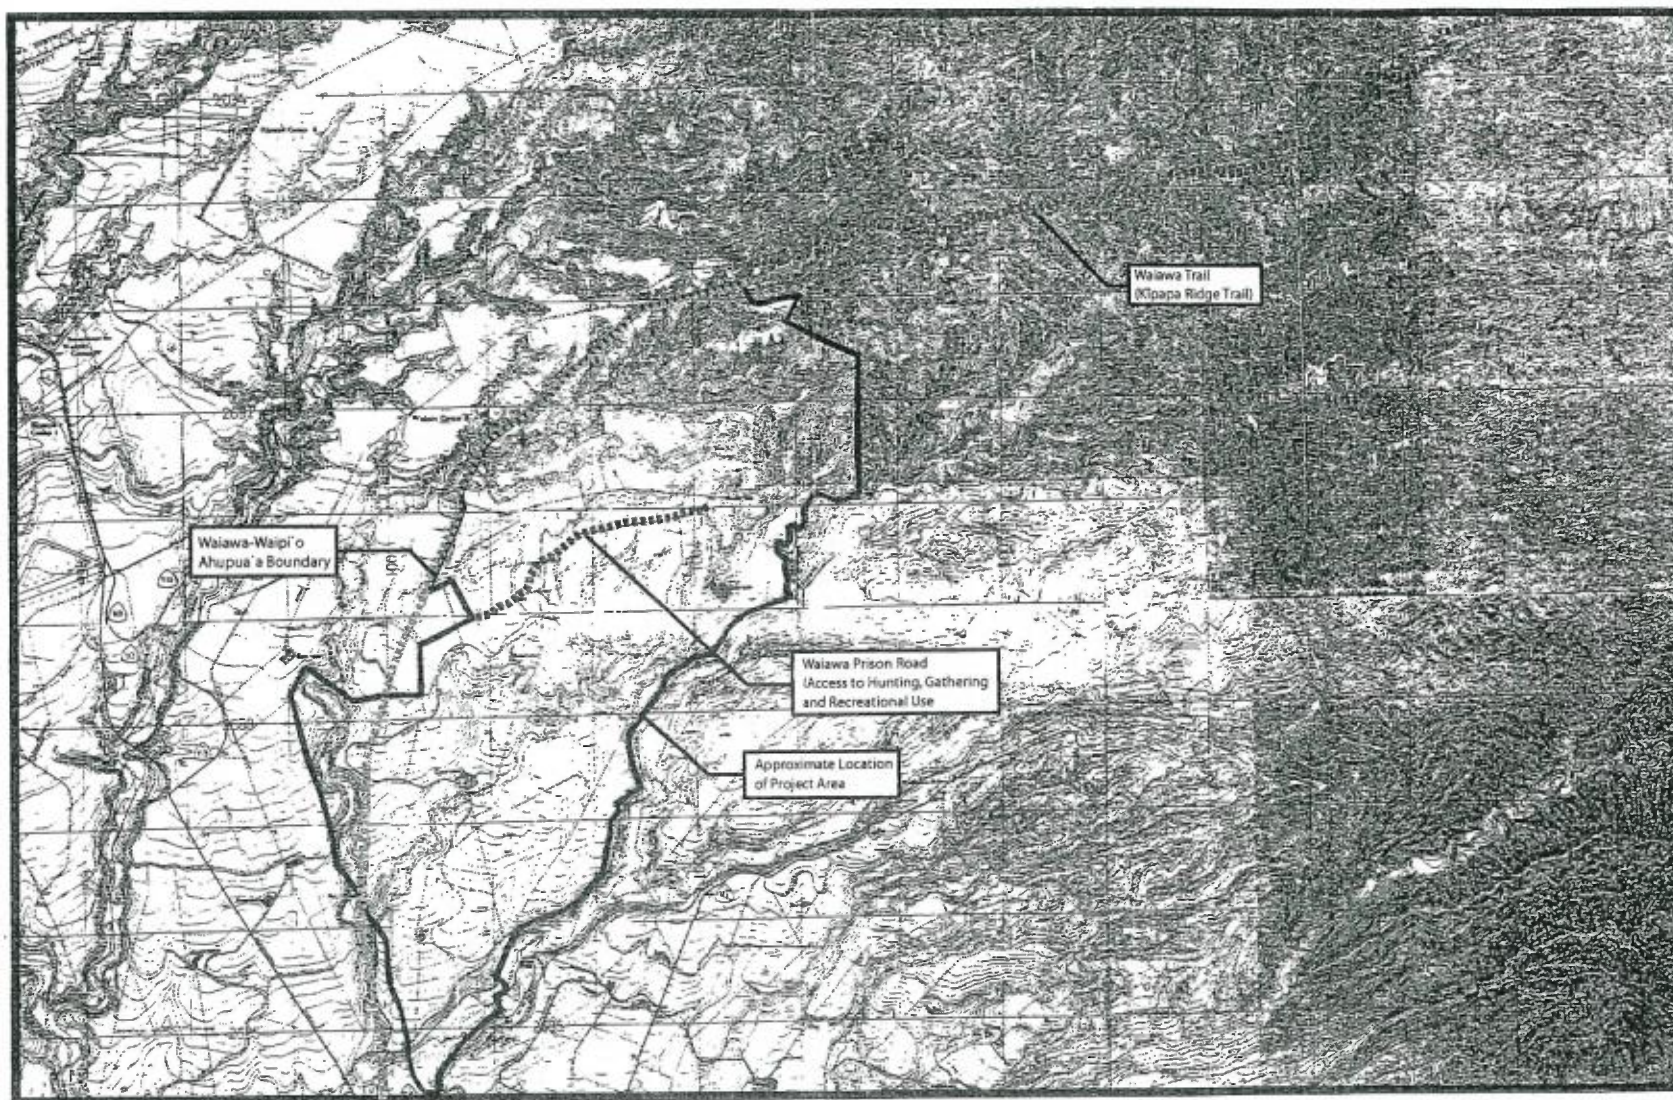 Waiawa Trail
(Kipapa Ridge Trail)
Waiawa-Waipi`o
Ahupua`a Boundary
Waiawa Prison Road
(Access to Hunting, Gathering
and Recreational Use
Approximate Location
of Project Area